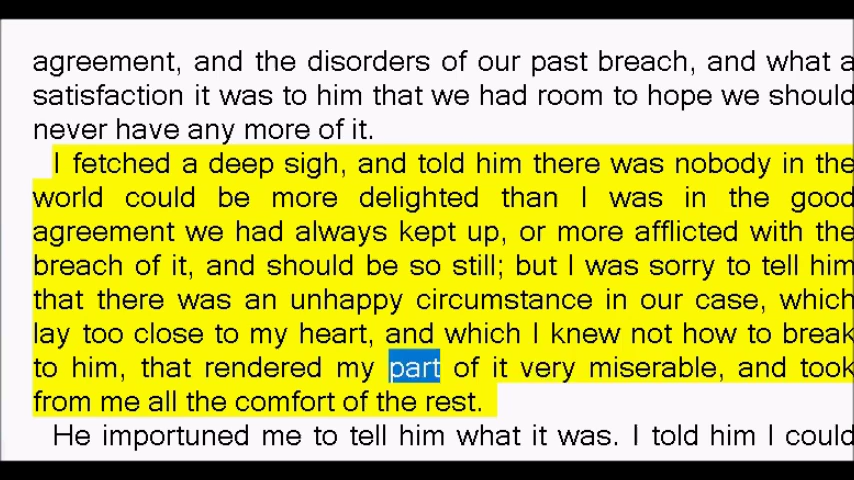 agreement, and the disorders of our past breach, and what a
satisfaction it was to him that we had room to hope we should
never have any more of it.
I fetched a deep sigh, and told him there was nobody in the
world could be more delighted than I was in the good
agreement we had always kept up, or more afflicted with the
breach of it, and should be so still; but I was sorry to tell him
that there was an unhappy circumstance in our case, which
lay too close to my heart, and which I knew not how to break
to him, that rendered my part of it very miserable, and took
from me all the comfort of the rest.
He importuned me to tell him what it was. I told him I could